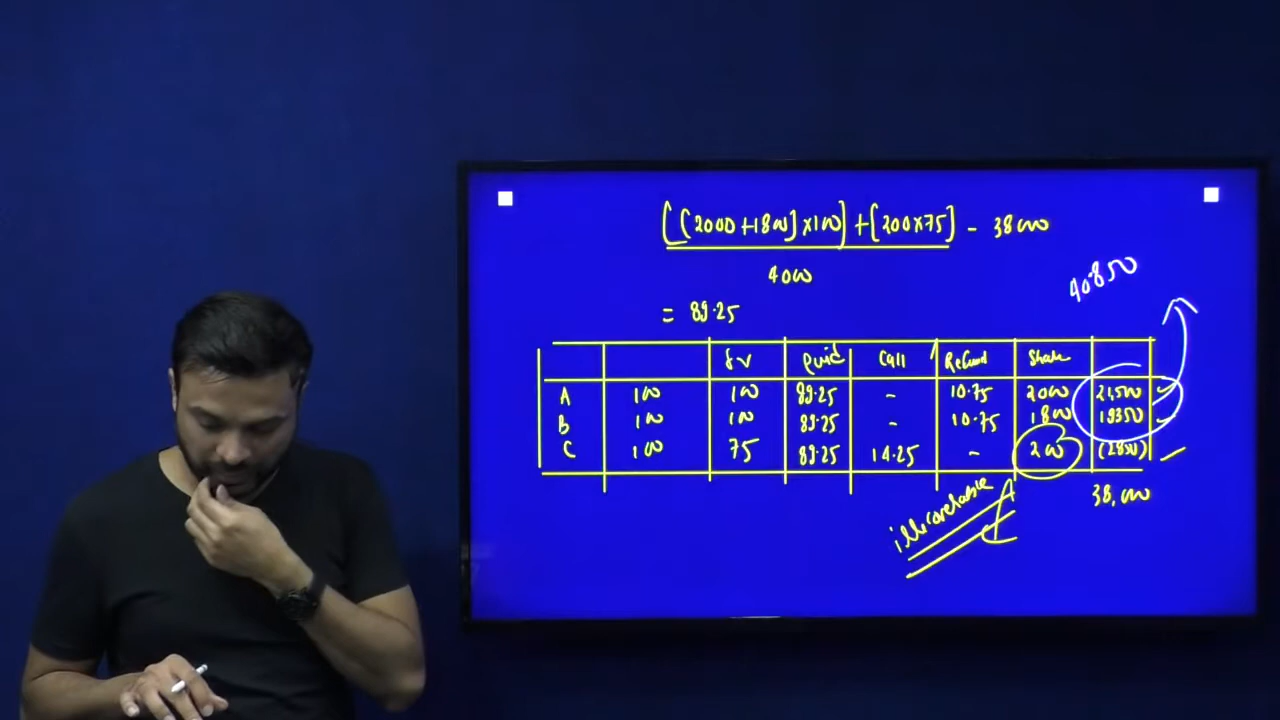 [((2000 + 1800] × 100] + [200 × 75] - 38000
4000
= 89.25
40850
fv Paid Call Refund Share
A 100 100 89.25 - 10.75 2000 21,500
B 100 100 89.25 - 10.75 1800 19350
C 100 75 89.25 14.25 - 200 (2850)
38,000